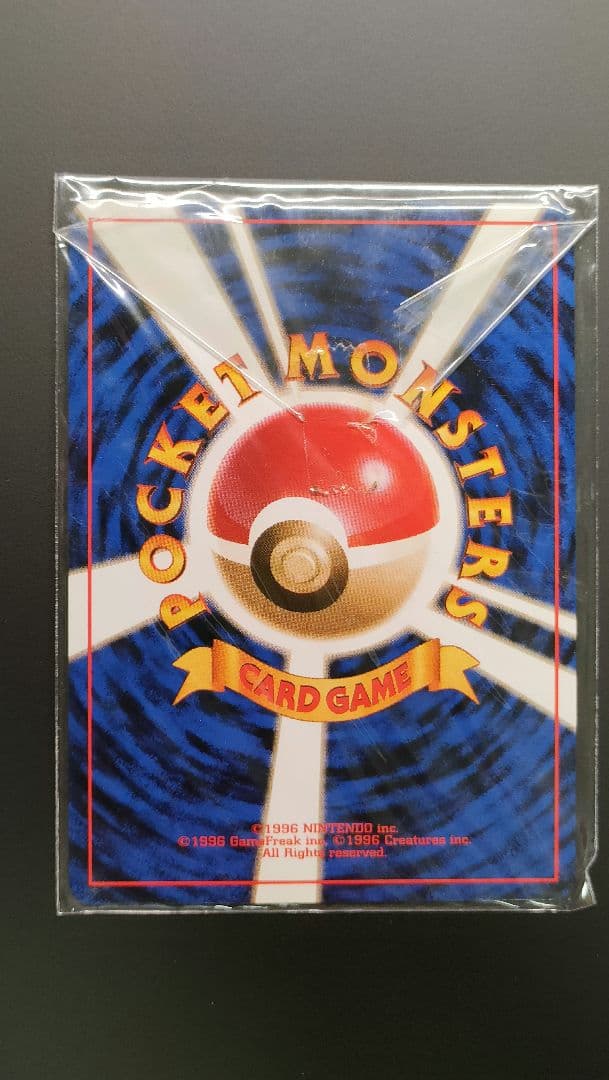 POCKET MONSTERS
CARD GAME
©1996 NINTENDO inc.
©1996 GameFreak inc. ©1996 Creatures inc.
All Rights reserved.